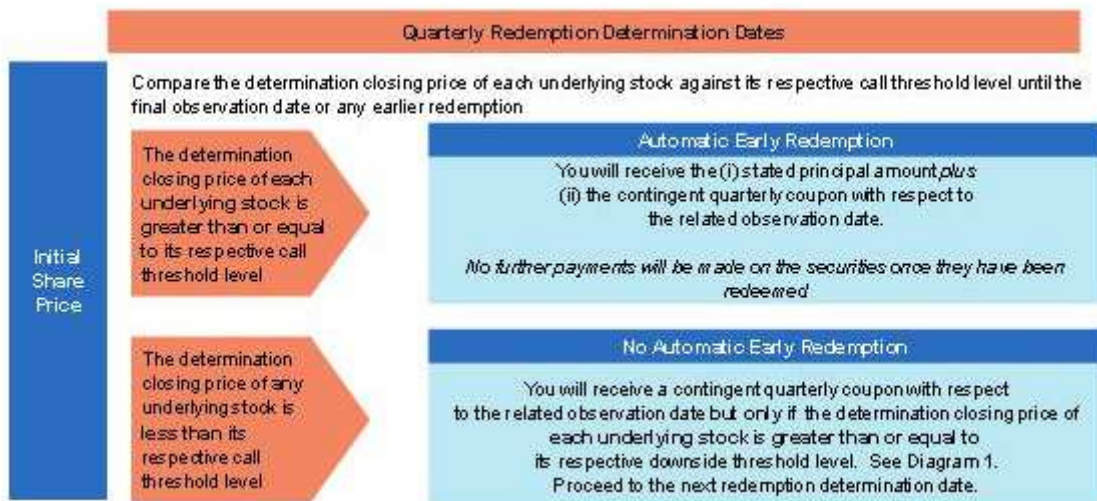 Quarterly Redemption Determination Dates
Compare the determination closing price of each underlying stock against its respective call threshold level until the
final observation date or any earlier redemption
Initial
Share
Price
The determination
closing price of each
underlying stock is
greater than or equal
to its respective call
threshold level
Automatic Early Redemption
You will receive the (i) stated principal amount plus
(ii) the contingent quarterly coupon with respect to
the related observation date.
No further payments will be made on the securities once they have been
redeemed
The determination
closing price of any
underlying stock is
less than its
respective call
threshold level
No Automatic Early Redemption
You will receive a contingent quarterly coupon with respect
to the related observation date but only if the determination closing price of
each underlying stock is greater than or equal to
its respective downside threshold level. See Diagram 1.
Proceed to the next redemption determination date.